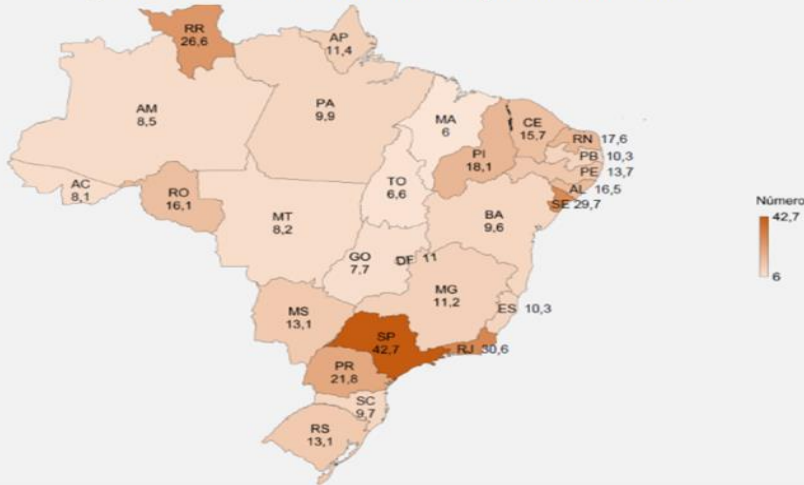 RR
26,6
AP
11,4
AM
8,5
PA
9,9
MA
6
CE
15,7
RN 17,6
PB 10,3
PE 13,7
PI
18,1
AL 16,5
SE 29,7
AC
8,1
RO
16,1
TO
6,6
BA
9,6
MT
8,2
GO
7,7
DF 11
MG
11,2
ES 10,3
MS
13,1
SP
42,7
RJ 30,6
PR
21,8
SC
9,7
RS
13,1
Número
42,7
6